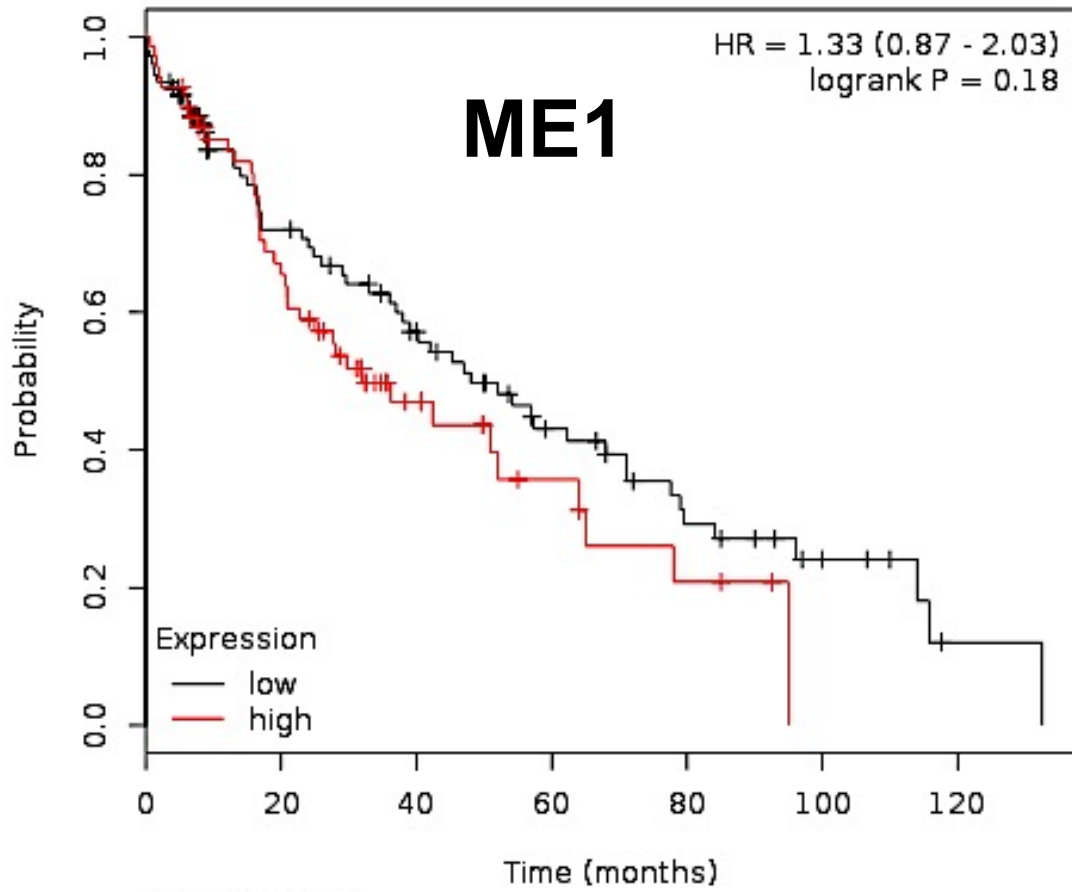 HR = 1.33 (0.87 - 2.03)
logrank P = 0.18
ME1
Probability
1.0
0.8
0.6
0.4
0.2
0.0
Expression
low
high
0 20 40 60 80 100 120
Time (months)